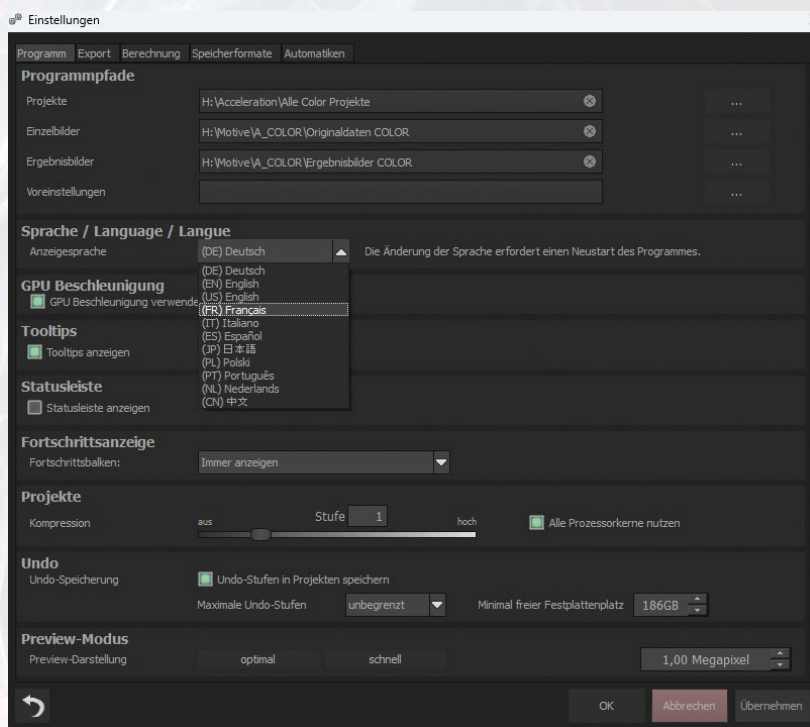 Einstellungen
Programm Export Berechnung Speicherformate Automatiken
Programmpfade
Projekte H:\Acceleration\Alle Color Projekte ...
Einzelbilder H:\Motive\A_COLOR\Originaldaten COLOR ...
Ergebnisbilder H:\Motive\A_COLOR\Ergebnisbilder COLOR ...
Voreinstellungen ...
Sprache / Language / Langue
Anzeigesprache (DE) Deutsch Die Änderung der Sprache erfordert einen Neustart des Programmes.
(DE) Deutsch
(EN) English
(US) English
(FR) Français
(IT) Italiano
(ES) Español
(JP) 日本語
(PL) Polski
(PT) Português
(NL) Nederlands
(CN) 中文
GPU Beschleunigung
GPU Beschleunigung verwende
Tooltips
Tooltips anzeigen
Statusleiste
Statusleiste anzeigen
Fortschrittsanzeige
Fortschrittsbalken: Immer anzeigen
Projekte
Kompression aus Stufe 1 hoch Alle Prozessorkerne nutzen
Undo
Undo-Speicherung Undo-Stufen in Projekten speichern
Maximale Undo-Stufen unbegrenzt Minimal freier Festplattenplatz 186GB
Preview-Modus
Preview-Darstellung optimal schnell 1,00 Megapixel
OK Abbrechen Übernehmen